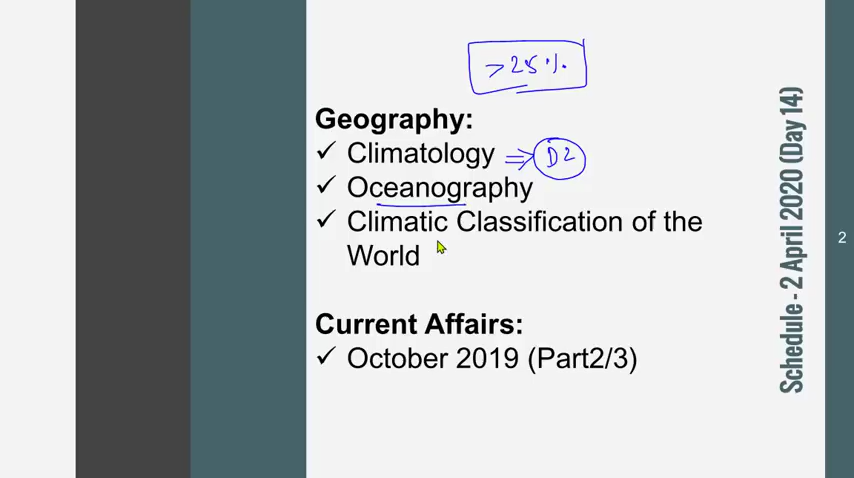 >25%
Geography:
✓ Climatology ⇒ D2
✓ Oceanography
✓ Climatic Classification of the
World
Current Affairs:
✓ October 2019 (Part2/3)
Schedule - 2 April 2020 (Day 14)
2